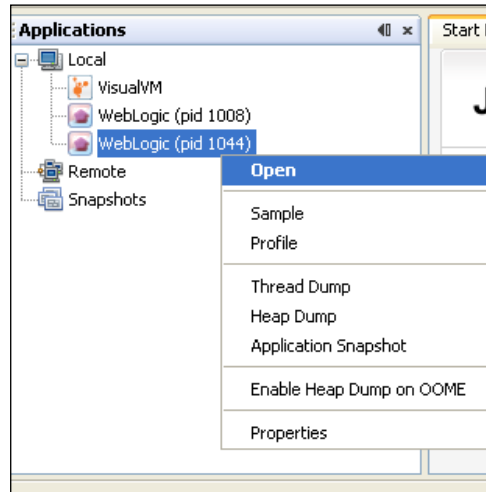 Applications
Start
Local
VisualVM
WebLogic (pid 1008)
WebLogic (pid 1044)
Remote
Snapshots
Open
Sample
Profile
Thread Dump
Heap Dump
Application Snapshot
Enable Heap Dump on OOME
Properties